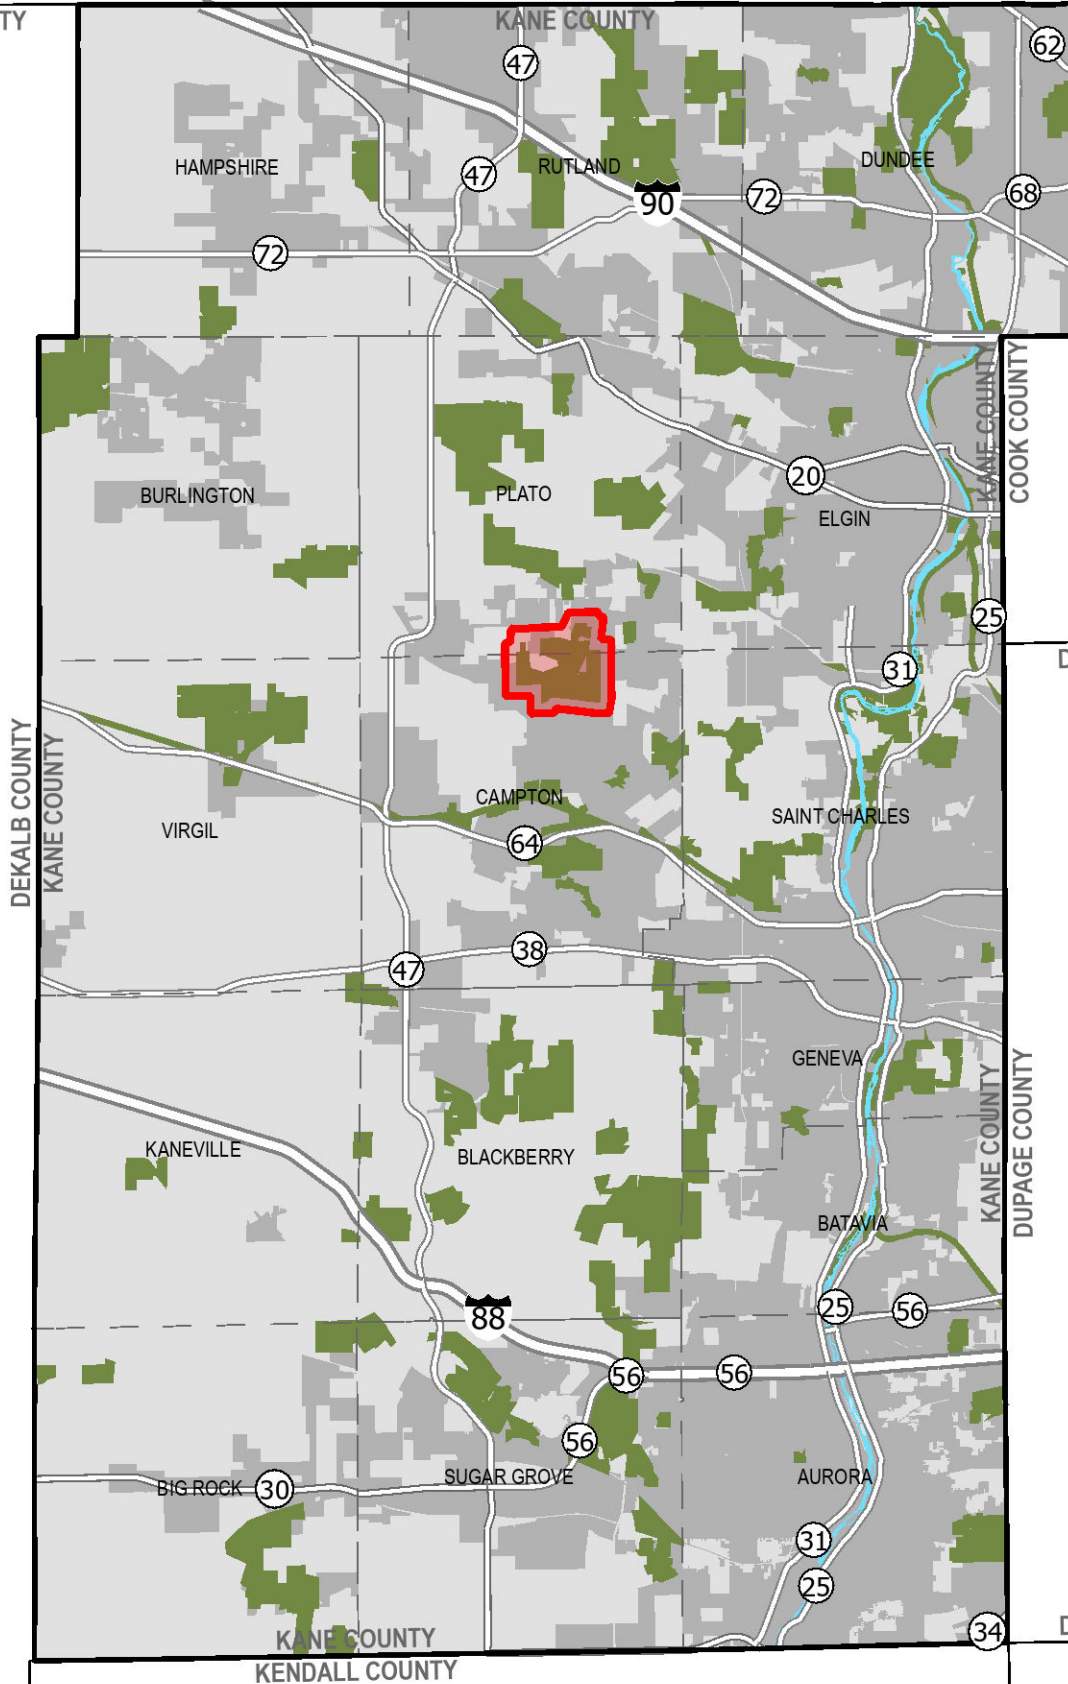 TY
KANE COUNTY
62
47
HAMPSHIRE
47
RUTLAND
DUNDEE
90
72
68
72
KANE COUNTY
COOK COUNTY
20
BURLINGTON
PLATO
ELGIN
25
31
D
DEKALB COUNTY
KANE COUNTY
CAMPTON
SAINT CHARLES
VIRGIL
64
38
47
GENEVA
KANE COUNTY
DUPAGE COUNTY
KANEVILLE
BLACKBERRY
BATAVIA
88
25
56
56
56
56
SUGAR GROVE
AURORA
BIG ROCK
30
31
25
D
34
KANE COUNTY
KENDALL COUNTY